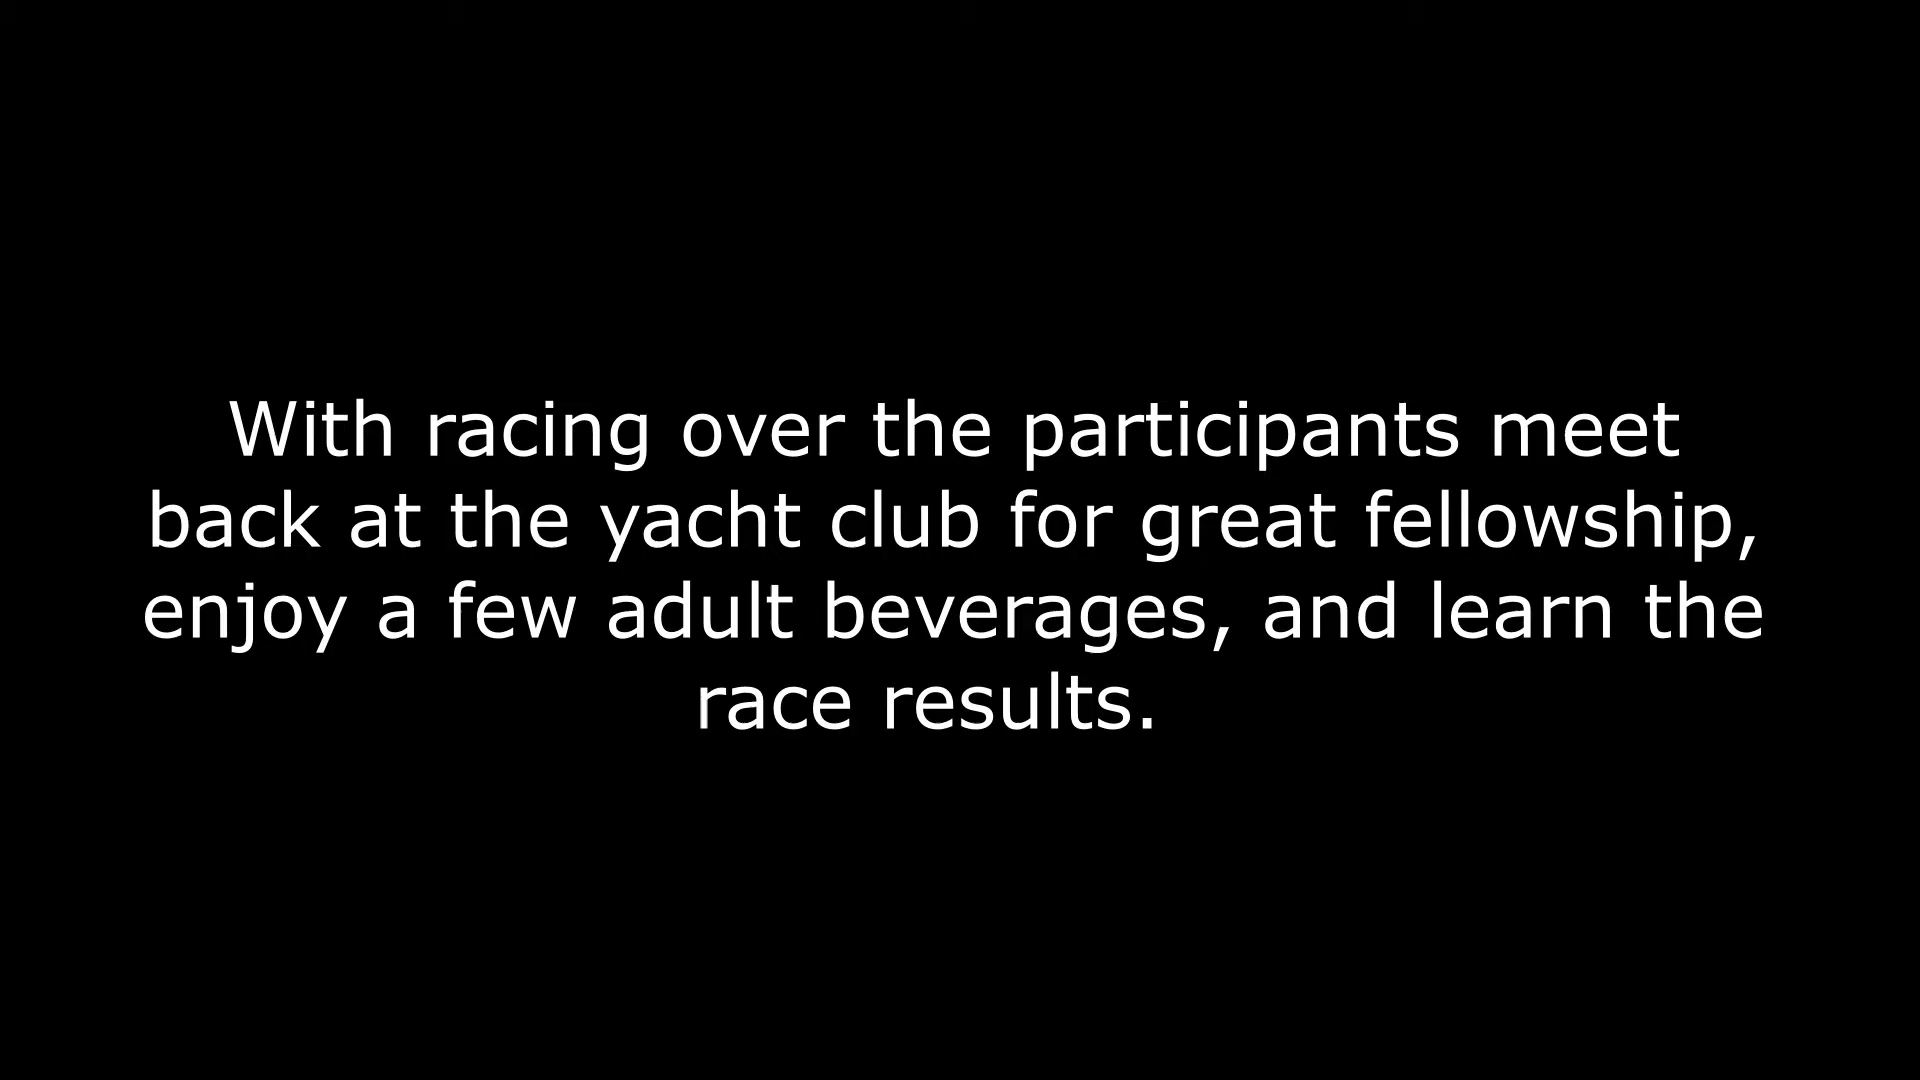 With racing over the participants meet
back at the yacht club for great fellowship,
enjoy a few adult beverages, and learn the
race results.